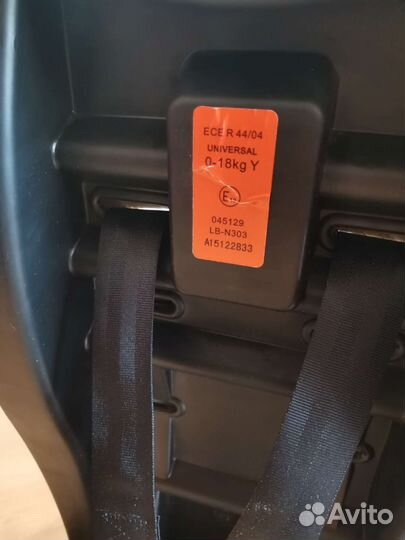 ECE R 44/04
UNIVERSAL
0-18kg Y
045129
LB-N303
A15122833
Avito